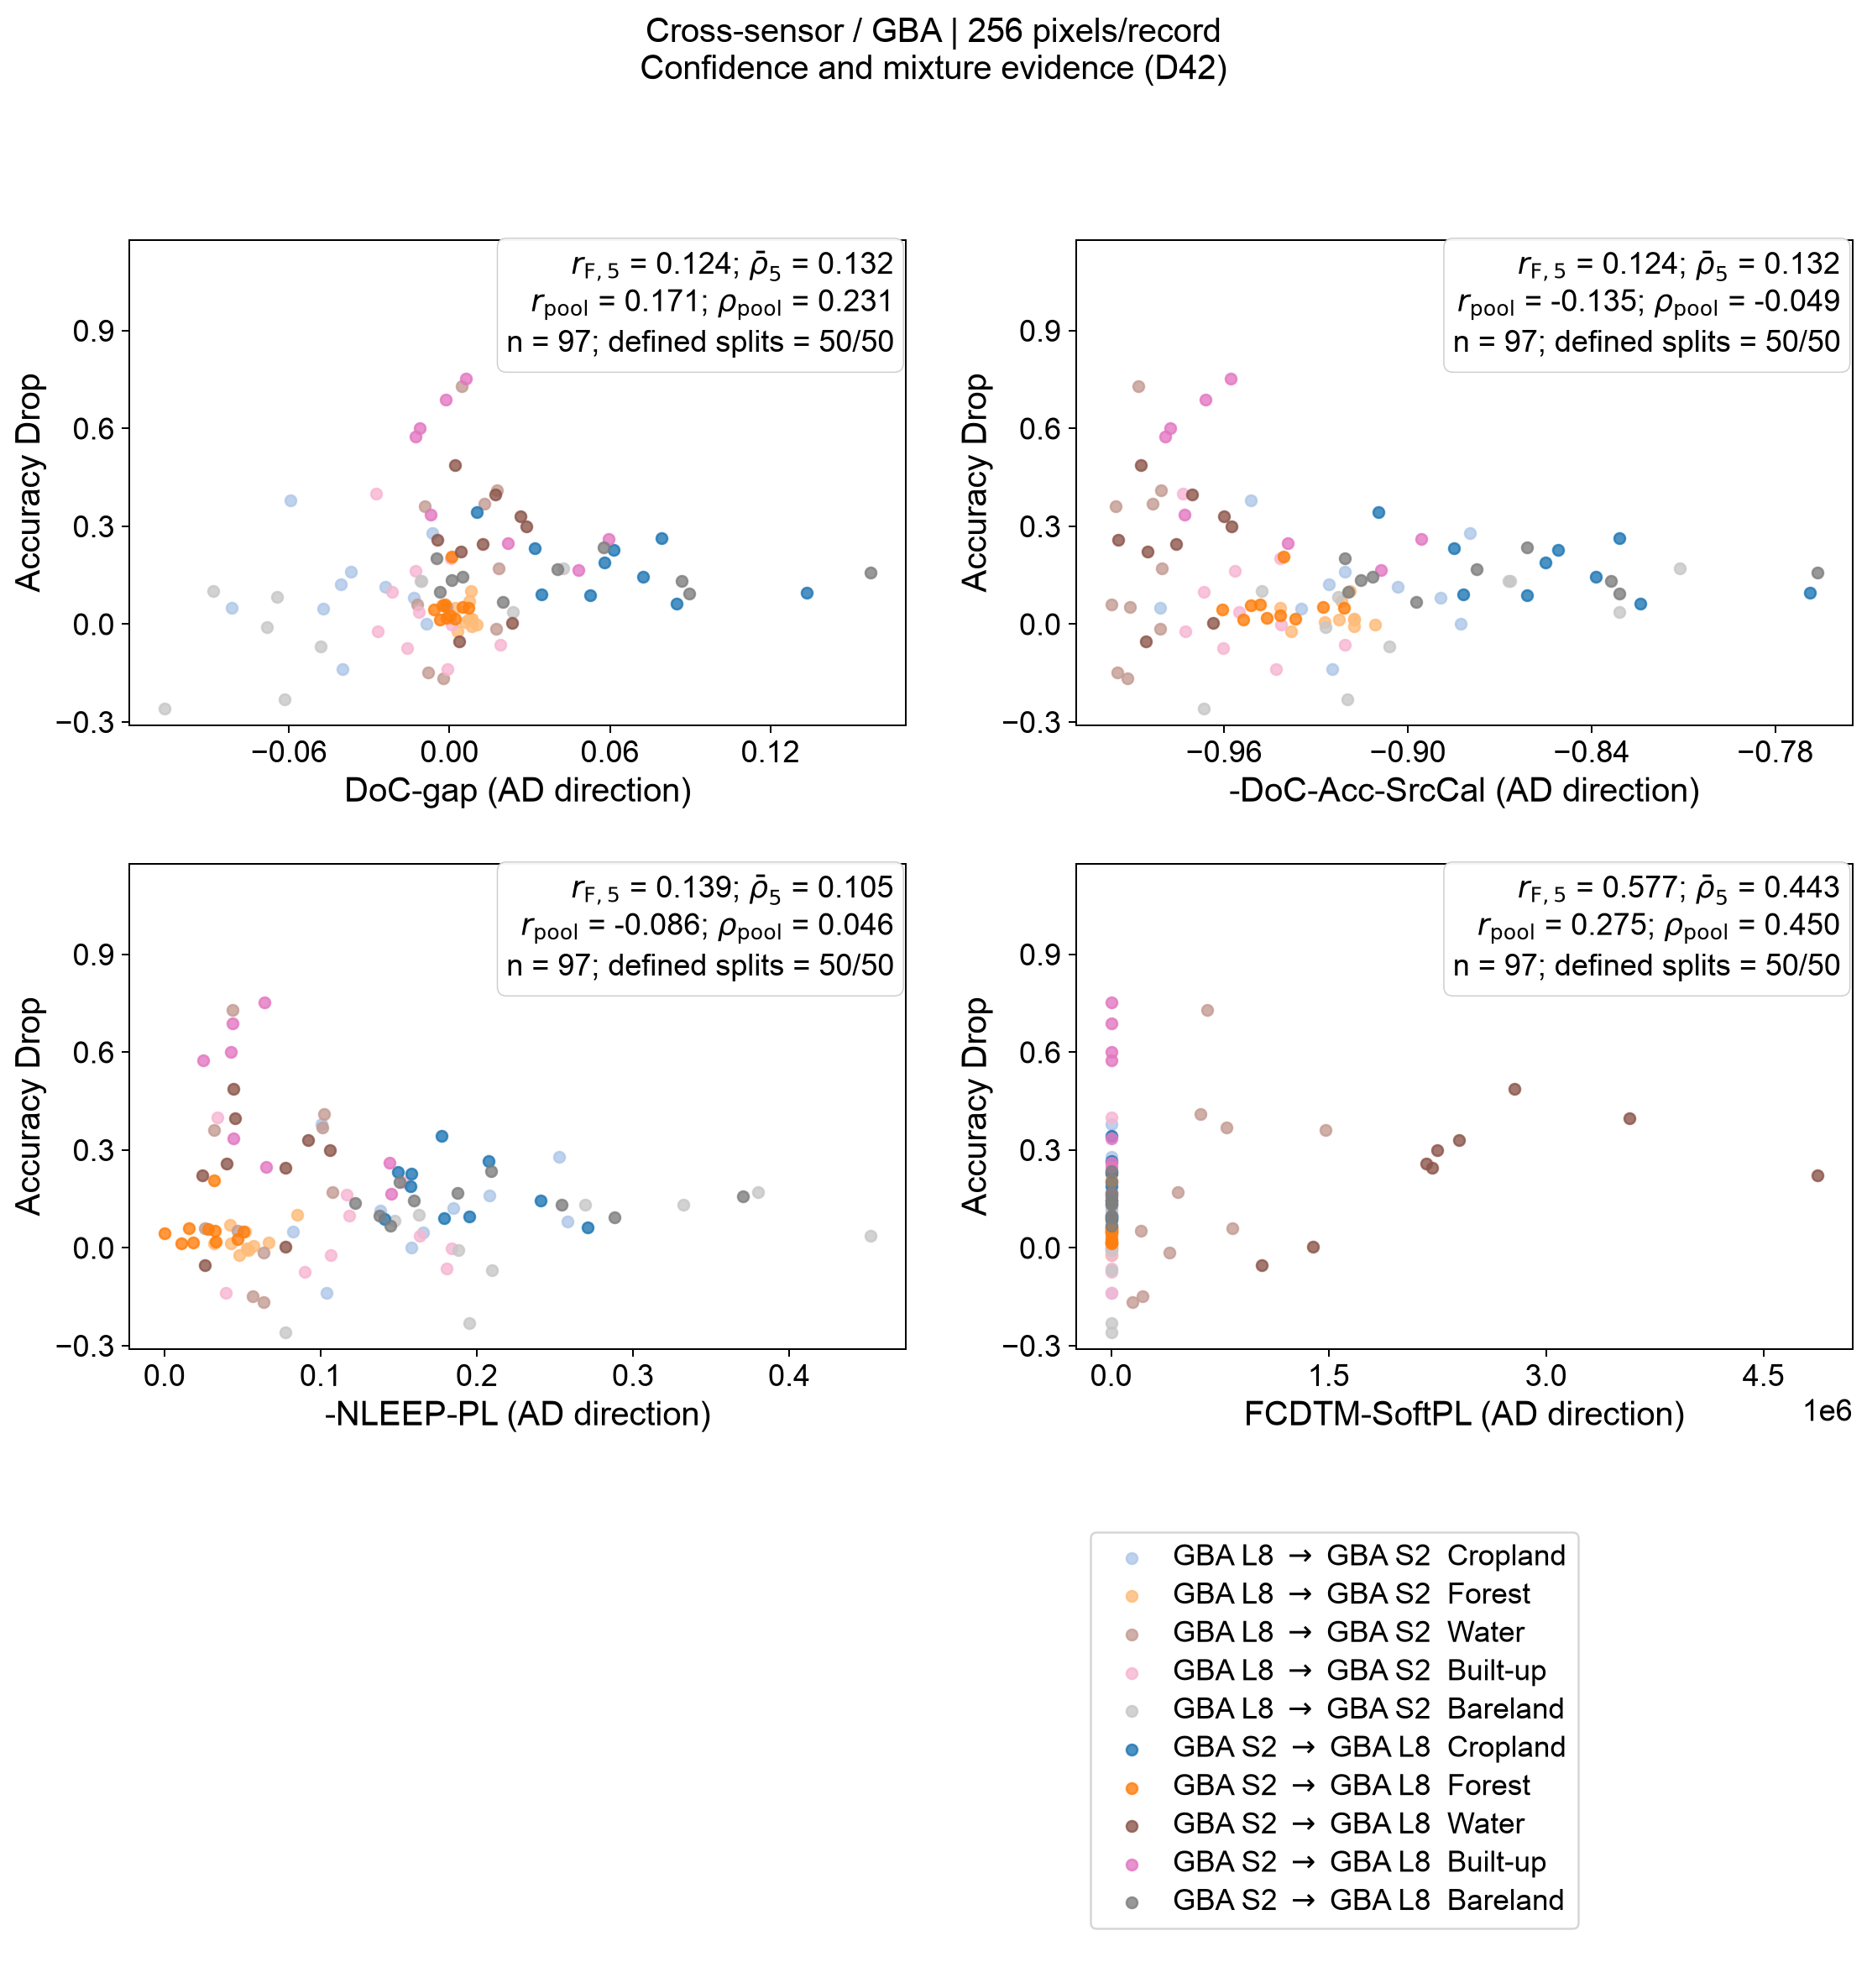 Cross-sensor / GBA | 256 pixels/record
Confidence and mixture evidence (D42)
r_F,5 = 0.124; ρ̄_5 = 0.132
r_pool = 0.171; ρ_pool = 0.231
n = 97; defined splits = 50/50
Accuracy Drop
0.9
0.6
0.3
0.0
−0.3
−0.06 0.00 0.06 0.12
DoC-gap (AD direction)
r_F,5 = 0.124; ρ̄_5 = 0.132
r_pool = -0.135; ρ_pool = -0.049
n = 97; defined splits = 50/50
Accuracy Drop
0.9
0.6
0.3
0.0
−0.3
−0.96 −0.90 −0.84 −0.78
-DoC-Acc-SrcCal (AD direction)
r_F,5 = 0.139; ρ̄_5 = 0.105
r_pool = -0.086; ρ_pool = 0.046
n = 97; defined splits = 50/50
Accuracy Drop
0.9
0.6
0.3
0.0
−0.3
0.0 0.1 0.2 0.3 0.4
-NLEEP-PL (AD direction)
r_F,5 = 0.577; ρ̄_5 = 0.443
r_pool = 0.275; ρ_pool = 0.450
n = 97; defined splits = 50/50
Accuracy Drop
0.9
0.6
0.3
0.0
−0.3
0.0 1.5 3.0 4.5
1e6
FCDTM-SoftPL (AD direction)
GBA L8 → GBA S2 Cropland
GBA L8 → GBA S2 Forest
GBA L8 → GBA S2 Water
GBA L8 → GBA S2 Built-up
GBA L8 → GBA S2 Bareland
GBA S2 → GBA L8 Cropland
GBA S2 → GBA L8 Forest
GBA S2 → GBA L8 Water
GBA S2 → GBA L8 Built-up
GBA S2 → GBA L8 Bareland